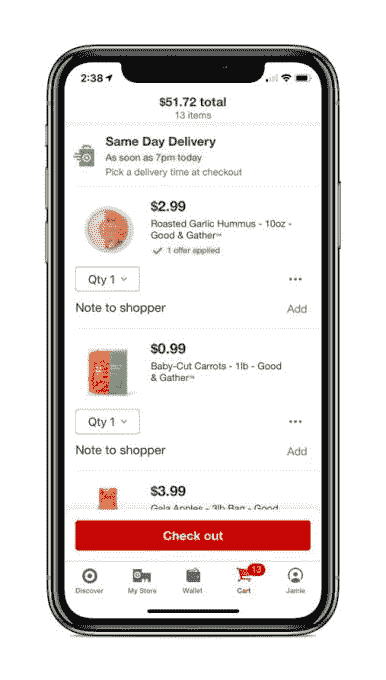 2:38
$51.72 total
13 items
Same Day Delivery
As soon as 7pm today
Pick a delivery time at checkout
$2.99
Roasted Garlic Hummus - 10oz -
Good & Gather™
1 offer applied
Qty 1
Note to shopper
Add
$0.99
Baby-Cut Carrots - 1lb - Good
& Gather™
Qty 1
Note to shopper
Add
$3.99
Gala Apples - 3lb Bag - Good
Check out
13
Discover
My Store
Wallet
Cart
Jamie